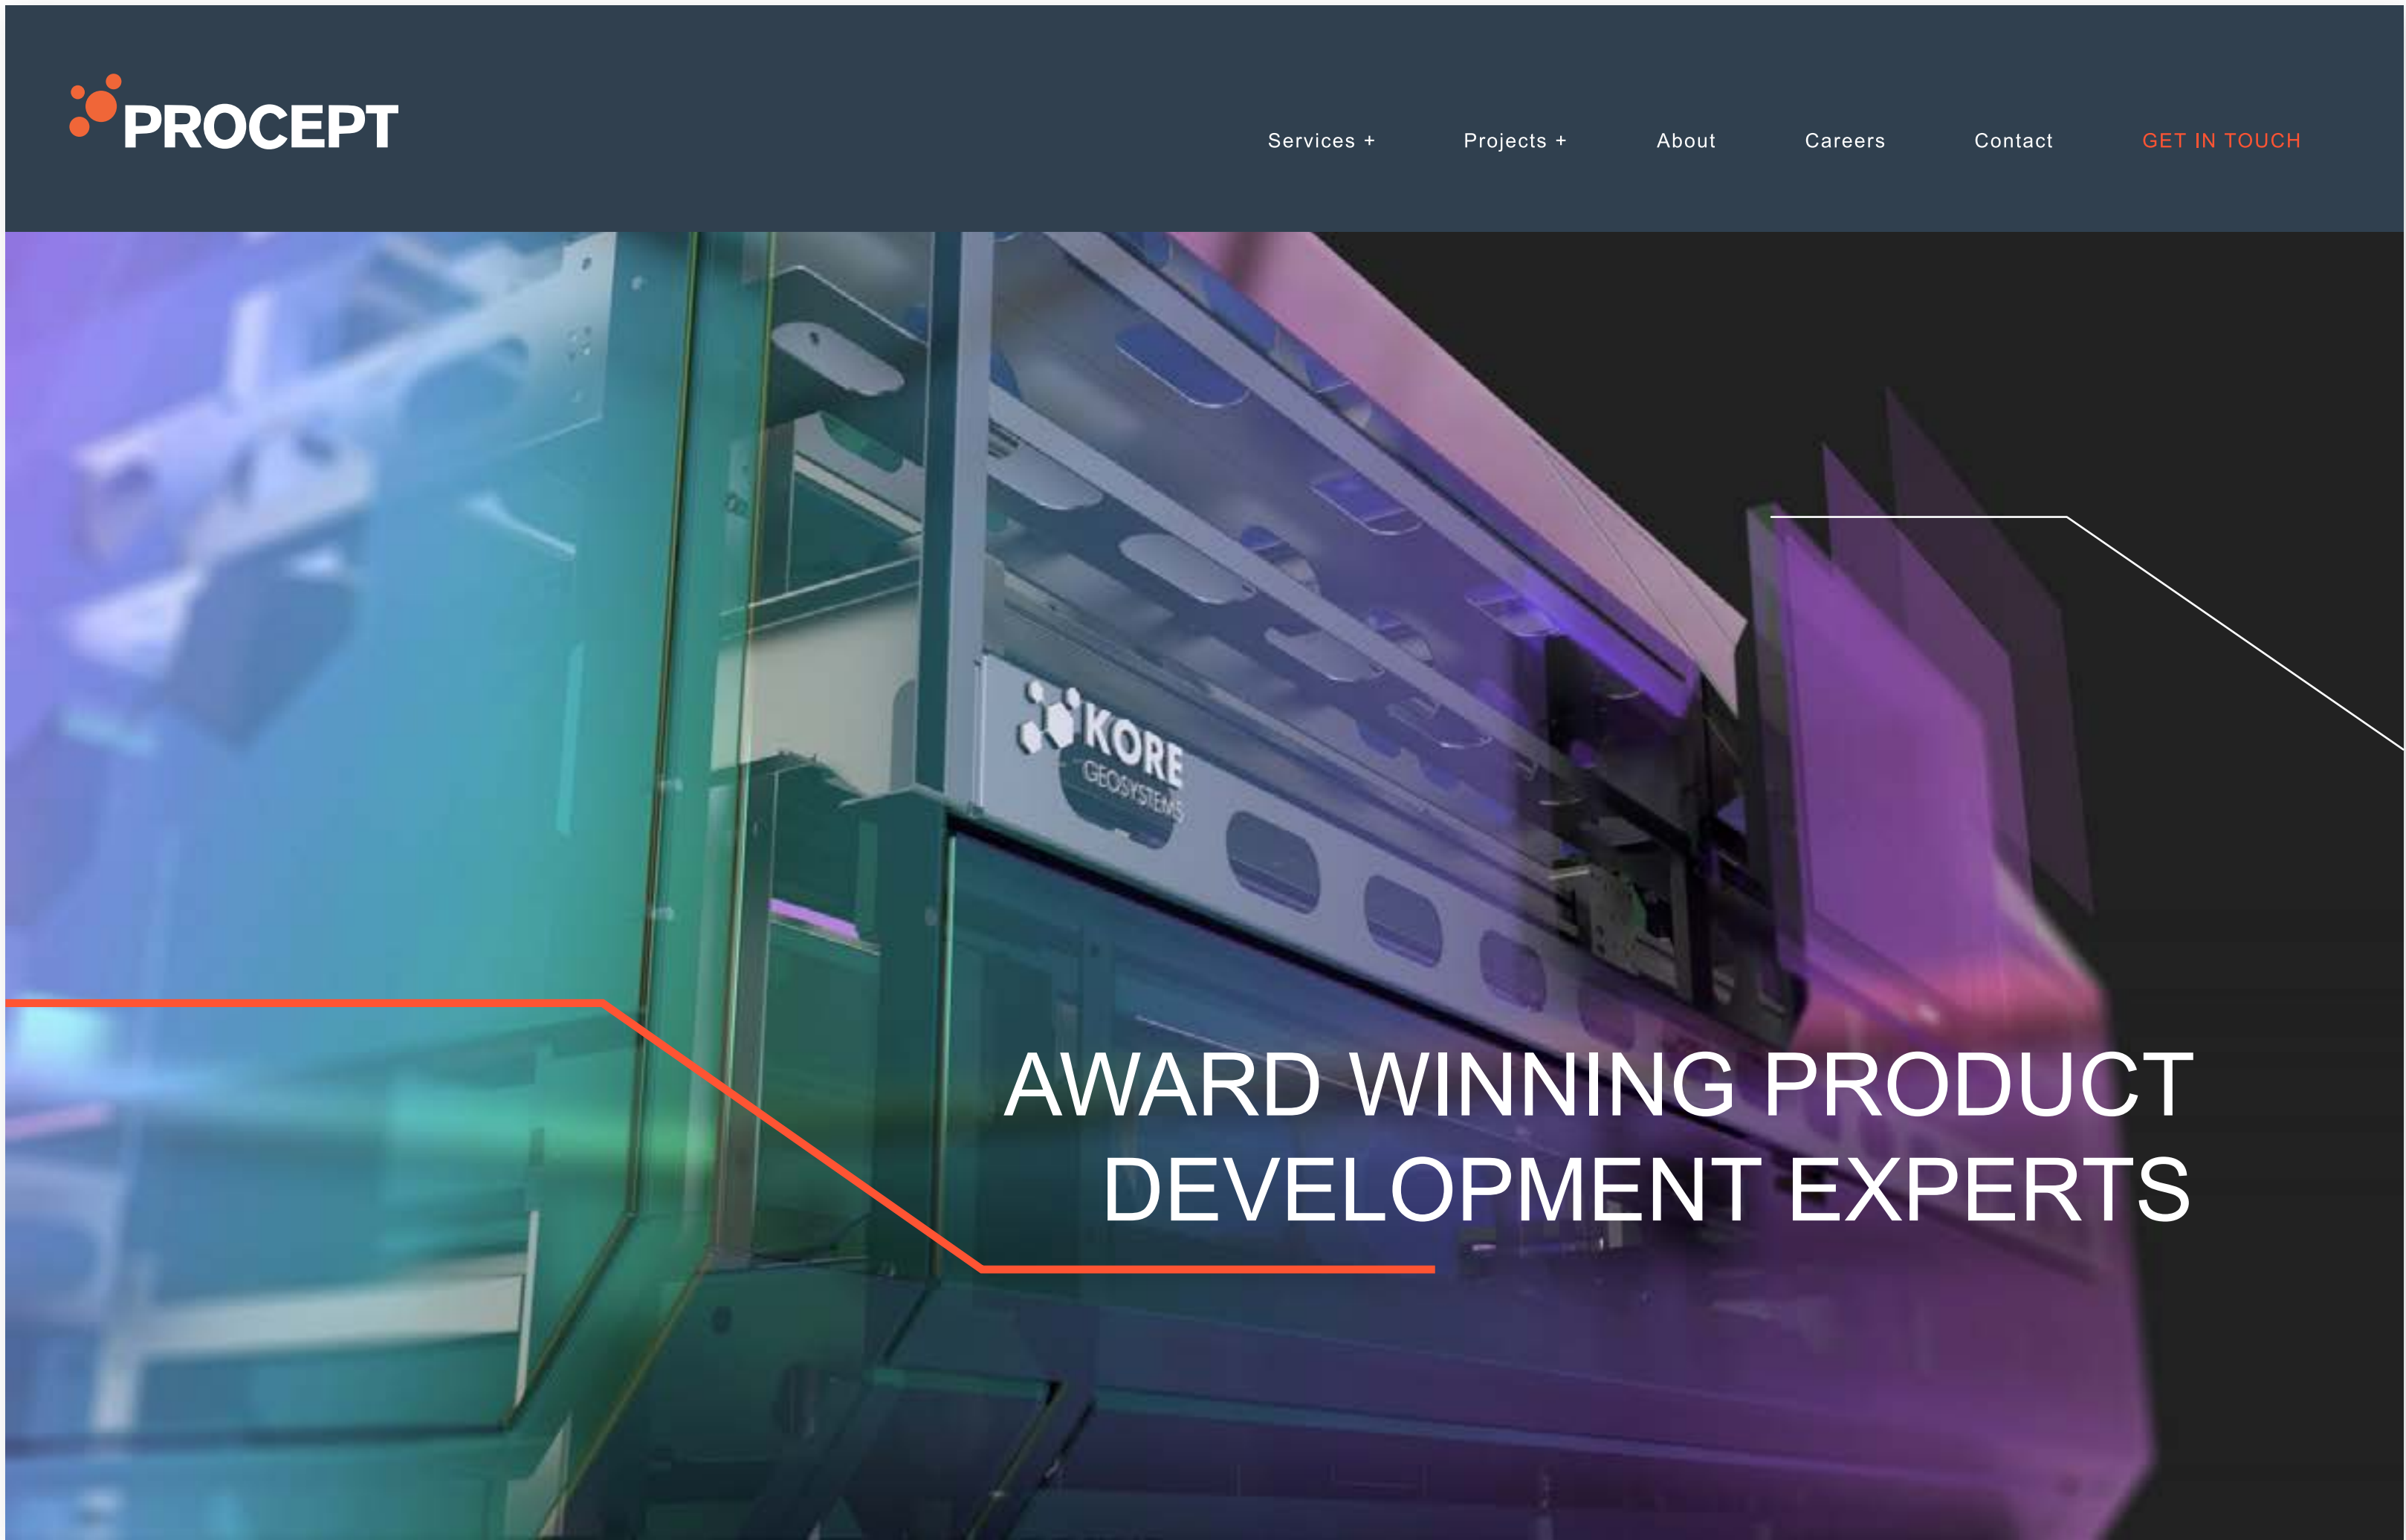 PROCEPT
Services +
Projects +
About
Careers
Contact
GET IN TOUCH
KORE
GEOSYSTEMS
AWARD WINNING PRODUCT
DEVELOPMENT EXPERTS